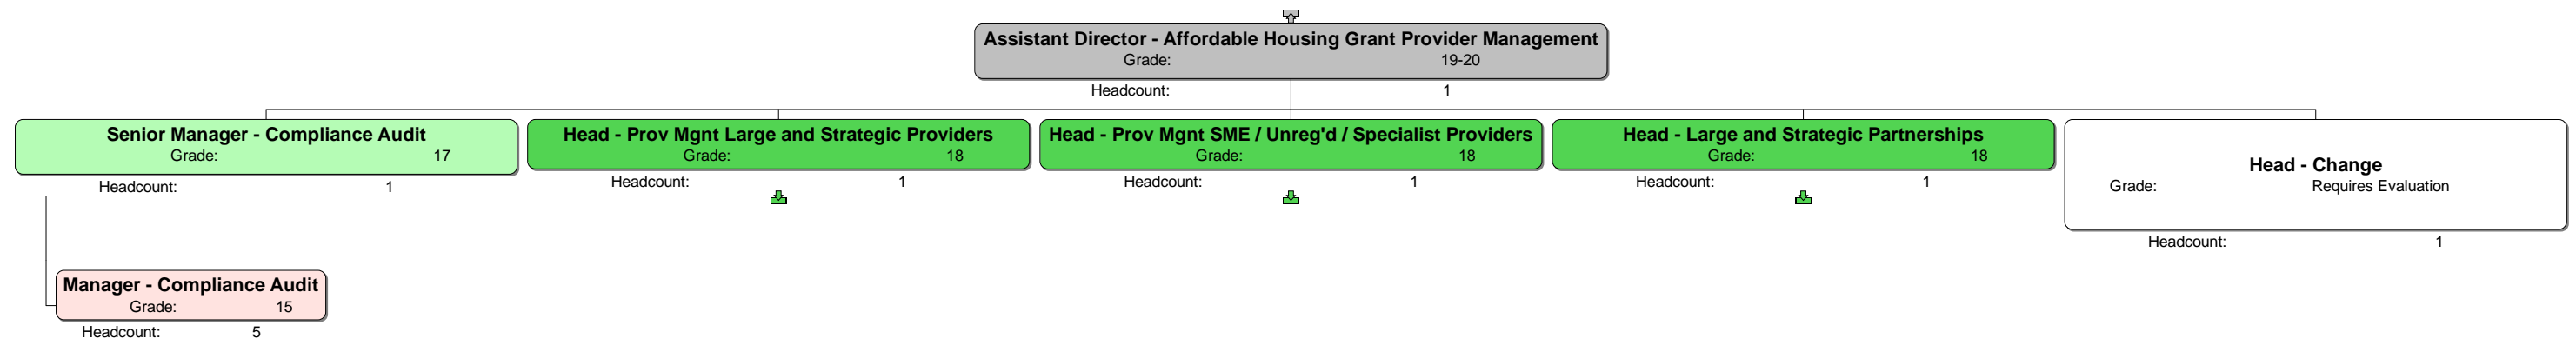 Assistant Director - Affordable Housing Grant Provider Management
Grade: 19-20
Headcount: 1
Senior Manager - Compliance Audit
Grade: 17
Headcount: 1
Head - Prov Mgnt Large and Strategic Providers
Grade: 18
Headcount: 1
Head - Prov Mgnt SME / Unreg'd / Specialist Providers
Grade: 18
Headcount: 1
Head - Large and Strategic Partnerships
Grade: 18
Headcount: 1
Head - Change
Grade: Requires Evaluation
Headcount: 1
Manager - Compliance Audit
Grade: 15
Headcount: 5